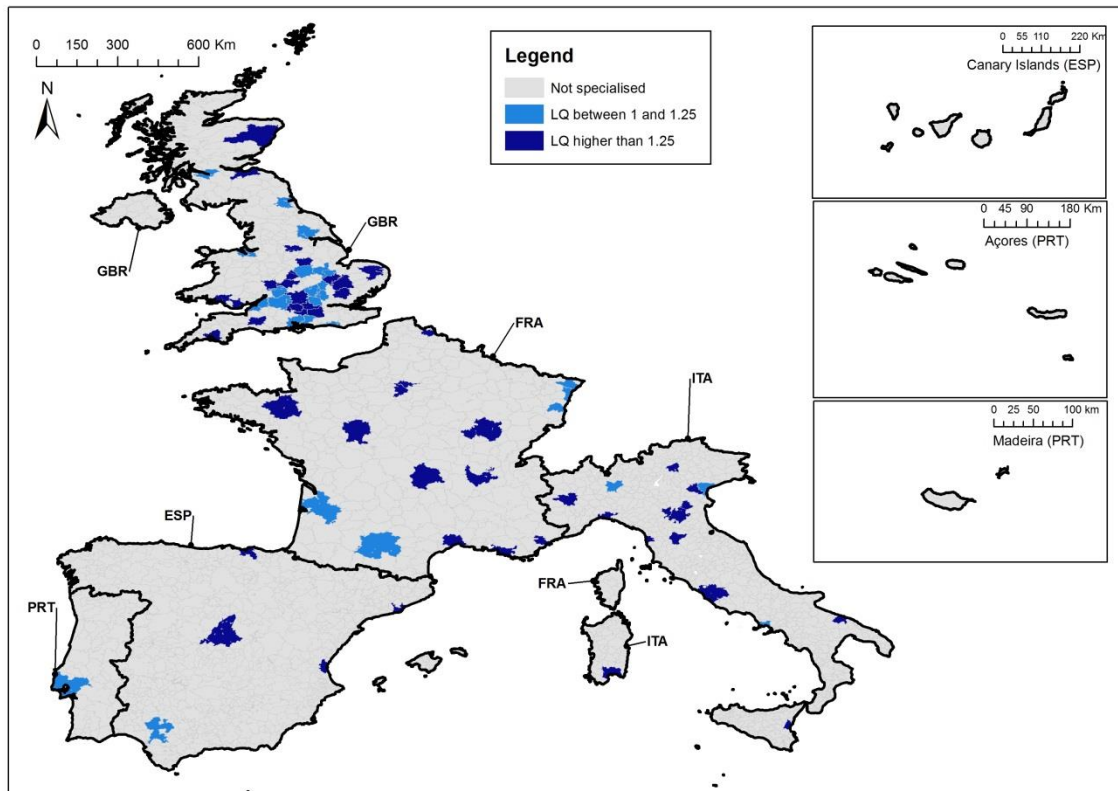 0 150 300 600 Km
N
Legend
Not specialised
LQ between 1 and 1.25
LQ higher than 1.25
0 55 110 220 Km
Canary Islands (ESP)
0 45 90 180 Km
Açores (PRT)
0 25 50 100 Km
Madeira (PRT)
GBR
GBR
FRA
ITA
ESP
FRA
PRT
ITA